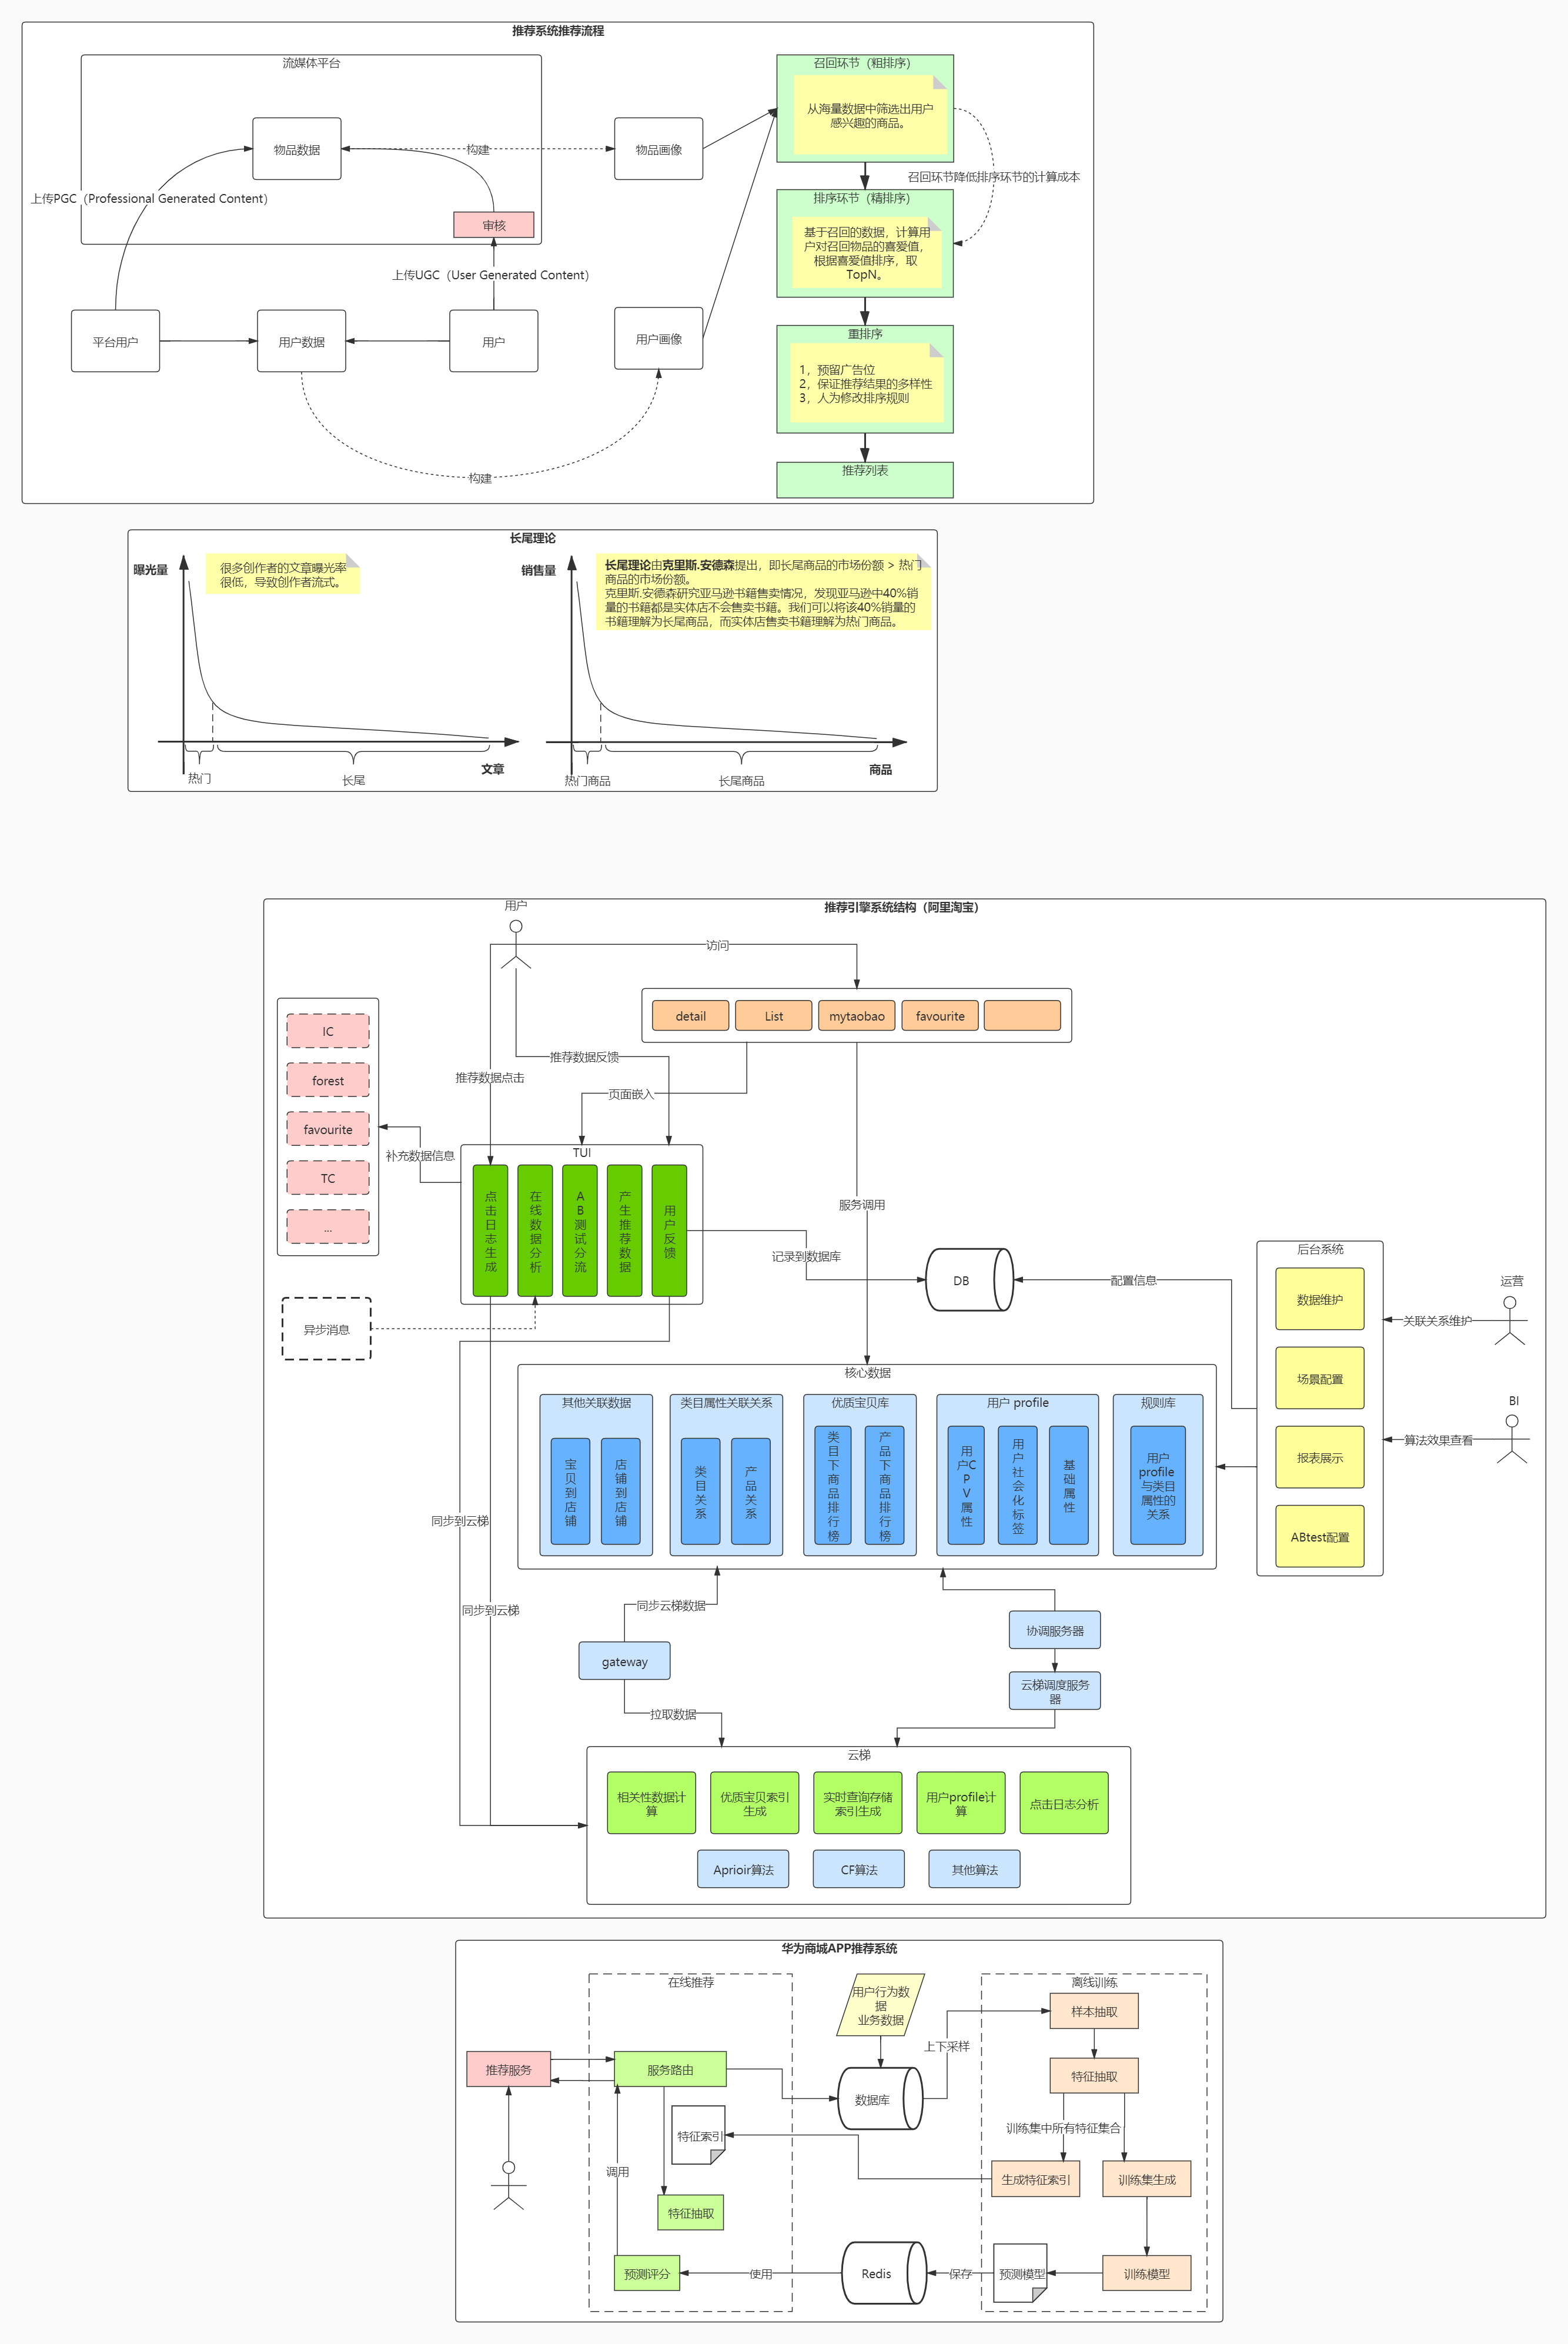 推荐系统推荐流程
流媒体平台
物品数据
构建
物品画像
上传PGC（Professional Generated Content）
审核
上传UGC（User Generated Content）
平台用户
用户数据
用户
用户画像
构建
召回环节（粗排序）
从海量数据中筛选出用户
感兴趣的商品。
召回环节降低排序环节的计算成本
排序环节（精排序）
基于召回的数据，计算用
户对召回物品的喜爱值，
根据喜爱值排序，取
TopN。
重排序
1，预留广告位
2，保证推荐结果的多样性
3，人为修改排序规则
推荐列表
长尾理论
曝光量
很多创作者的文章曝光率
很低，导致创作者流式。
热门
长尾
文章
销售量
长尾理论由克里斯.安德森提出，即长尾商品的市场份额 > 热门
商品的市场份额。
克里斯.安德森研究亚马逊书籍售卖情况，发现亚马逊中40%销
量的书籍都是实体店不会售卖书籍。我们可以将该40%销量的
书籍理解为长尾商品，而实体店售卖书籍理解为热门商品。
热门商品
长尾商品
商品
推荐引擎系统结构（阿里淘宝）
用户
访问
detail
List
mytaobao
favourite
IC
forest
favourite
TC
...
推荐数据反馈
推荐数据点击
页面嵌入
补充数据信息
TUI
点击日志生成
在线数据分析
AB测试分流
产生推荐数据
用户反馈
服务调用
记录到数据库
DB
配置信息
异步消息
后台系统
数据维护
场景配置
报表展示
ABtest配置
运营
关联关系维护
BI
算法效果查看
核心数据
其他关联数据
宝贝到店铺
店铺到店铺
类目属性关联关系
类目关系
产品关系
优质宝贝库
类目下商品排行榜
产品下商品排行榜
用户 profile
用户CPV属性
用户社会化标签
基础属性
规则库
用户
profile
与类目
属性的
关系
同步到云梯
同步到云梯
同步云梯数据
gateway
拉取数据
协调服务器
云梯调度服务
器
云梯
相关性数据计
算
优质宝贝索引
生成
实时查询存储
索引生成
用户profile计
算
点击日志分析
Aprioir算法
CF算法
其他算法
华为商城APP推荐系统
在线推荐
推荐服务
服务路由
特征索引
调用
特征抽取
预测评分
用户行为数
据
业务数据
数据库
上下采样
使用
Redis
保存
离线训练
样本抽取
特征抽取
训练集中所有特征集合
生成特征索引
训练集生成
预测模型
训练模型